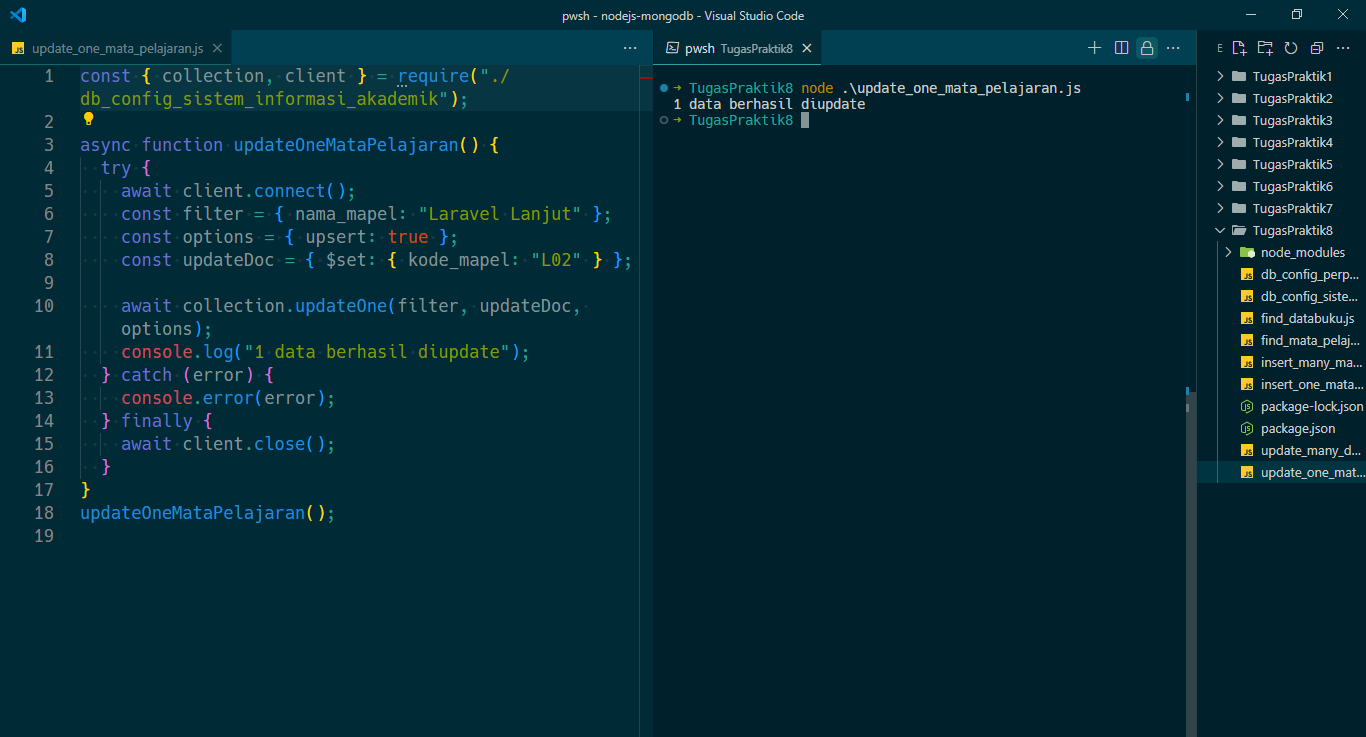 pwsh - nodejs-mongodb - Visual Studio Code
update_one_mata_pelajaran.js
1 const { collection, client } = require("./
db_config_sistem_informasi_akademik");
2
3 async function updateOneMataPelajaran() {
4 try {
5 await client.connect();
6 const filter = { nama_mapel: "Laravel Lanjut" };
7 const options = { upsert: true };
8 const updateDoc = { $set: { kode_mapel: "L02" } };
9
10 await collection.updateOne(filter, updateDoc,
options);
11 console.log("1 data berhasil diupdate");
12 } catch (error) {
13 console.error(error);
14 } finally {
15 await client.close();
16 }
17 }
18 updateOneMataPelajaran();
19
pwsh TugasPraktik8
TugasPraktik8 node .\update_one_mata_pelajaran.js
1 data berhasil diupdate
TugasPraktik8
E
TugasPraktik1
TugasPraktik2
TugasPraktik3
TugasPraktik4
TugasPraktik5
TugasPraktik6
TugasPraktik7
TugasPraktik8
node_modules
db_config_perp...
db_config_siste...
find_databuku.js
find_mata_pelaj...
insert_many_ma...
insert_one_mata...
package-lock.json
package.json
update_many_d...
update_one_mat...